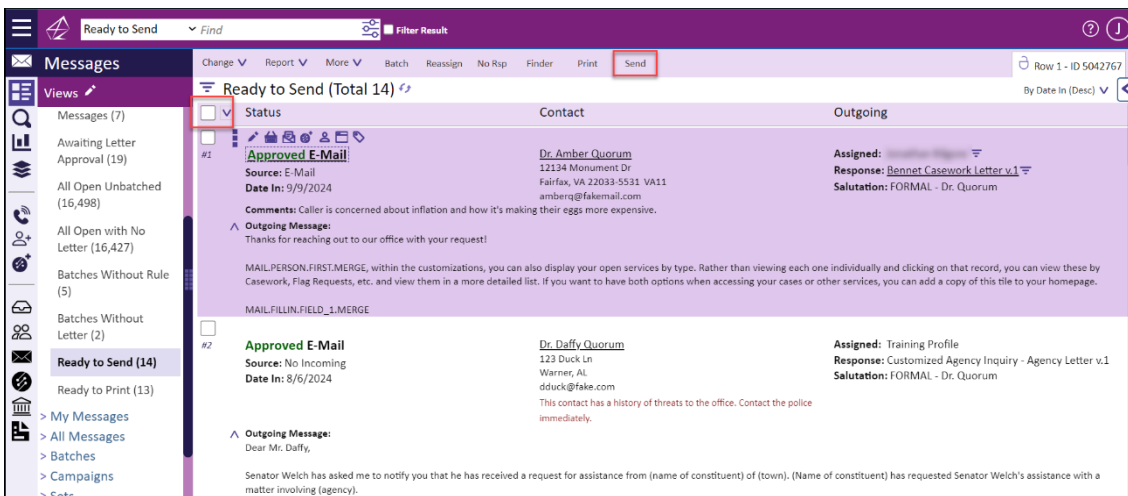 Ready to Send
Find
Filter Result
? J
Messages
Change Report More Batch Reassign No Rsp Finder Print Send
Row 1 - ID 5042767
Views
Ready to Send (Total 14)
By Date In (Desc)
Messages (7)
Awaiting Letter
Approval (19)
All Open Unbatched
(16,498)
All Open with No
Letter (16,427)
Batches Without Rule
(5)
Batches Without
Letter (2)
Ready to Send (14)
Ready to Print (13)
> My Messages
> All Messages
> Batches
> Campaigns
> Sets
Status Contact Outgoing
#1
Approved E-Mail
Source: E-Mail
Date In: 9/9/2024
Dr. Amber Quorum
12134 Monument Dr
Fairfax, VA 22033-5531 VA11
amberq@fakemail.com
Assigned:
Response: Bennet Casework Letter v.1
Salutation: FORMAL - Dr. Quorum
Comments: Caller is concerned about inflation and how it's making their eggs more expensive.
Outgoing Message:
Thanks for reaching out to our office with your request!
MAIL.PERSON.FIRST.MERGE, within the customizations, you can also display your open services by type. Rather than viewing each one individually and clicking on that record, you can view these by
Casework, Flag Requests, etc. and view them in a more detailed list. If you want to have both options when accessing your cases or other services, you can add a copy of this tile to your homepage.
MAIL.FILLIN.FIELD_1.MERGE
#2
Approved E-Mail
Source: No Incoming
Date In: 8/6/2024
Dr. Daffy Quorum
123 Duck Ln
Warner, AL
dduck@fake.com
This contact has a history of threats to the office. Contact the police
immediately.
Assigned: Training Profile
Response: Customized Agency Inquiry - Agency Letter v.1
Salutation: FORMAL - Dr. Quorum
Outgoing Message:
Dear Mr. Daffy,
Senator Welch has asked me to notify you that he has received a request for assistance from (name of constituent) of (town). (Name of constituent) has requested Senator Welch's assistance with a
matter involving (agency).